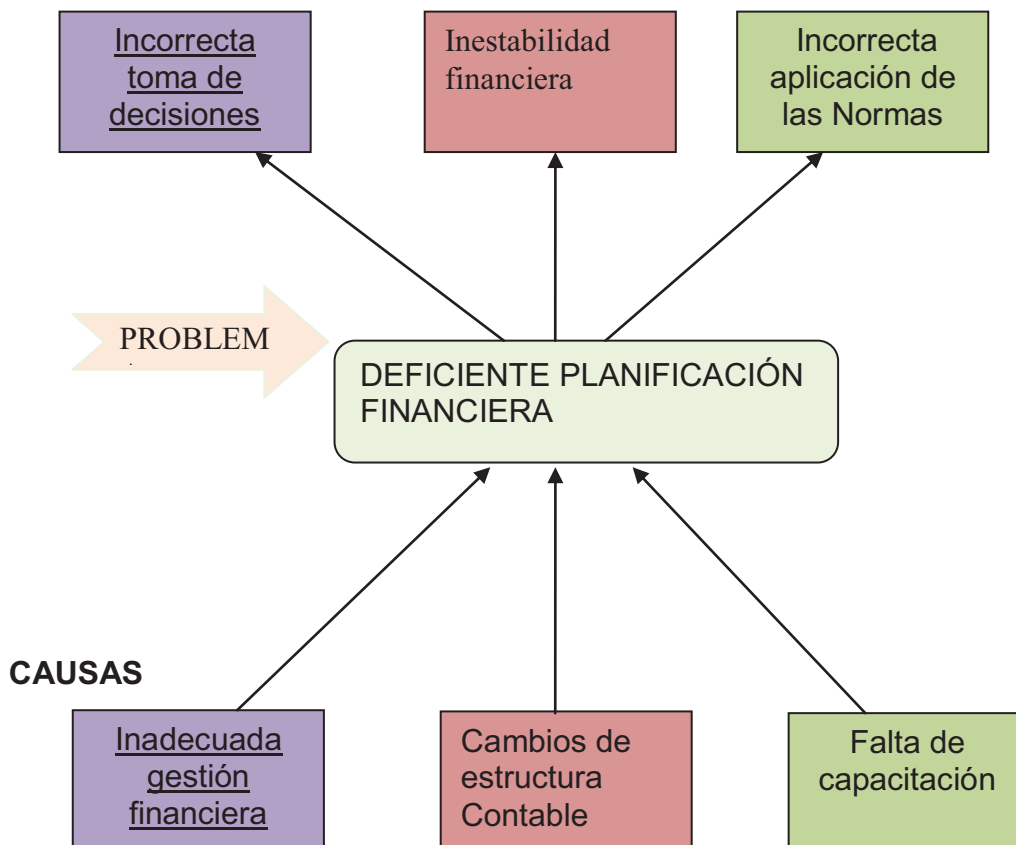 Incorrecta
toma de
decisiones
Inestabilidad
financiera
Incorrecta
aplicación de
las Normas
PROBLEM
DEFICIENTE PLANIFICACIÓN
FINANCIERA
CAUSAS
Inadecuada
gestión
financiera
Cambios de
estructura
Contable
Falta de
capacitación